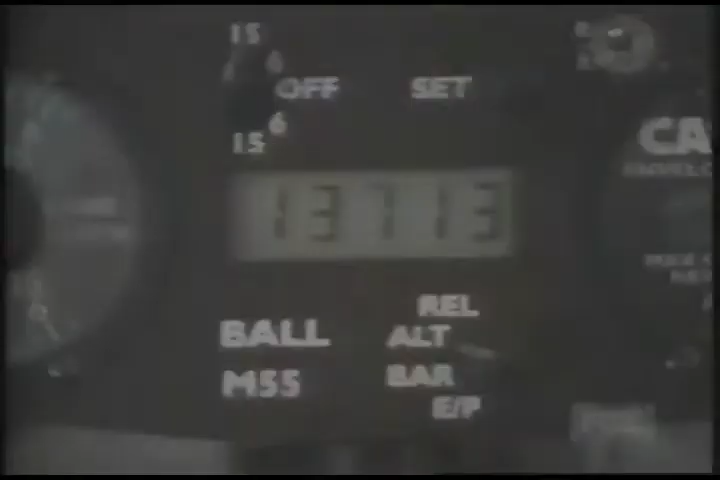 15
6
OFF SET
6
15
CA
13713
REL
BALL ALT
M55 BAR
E/P